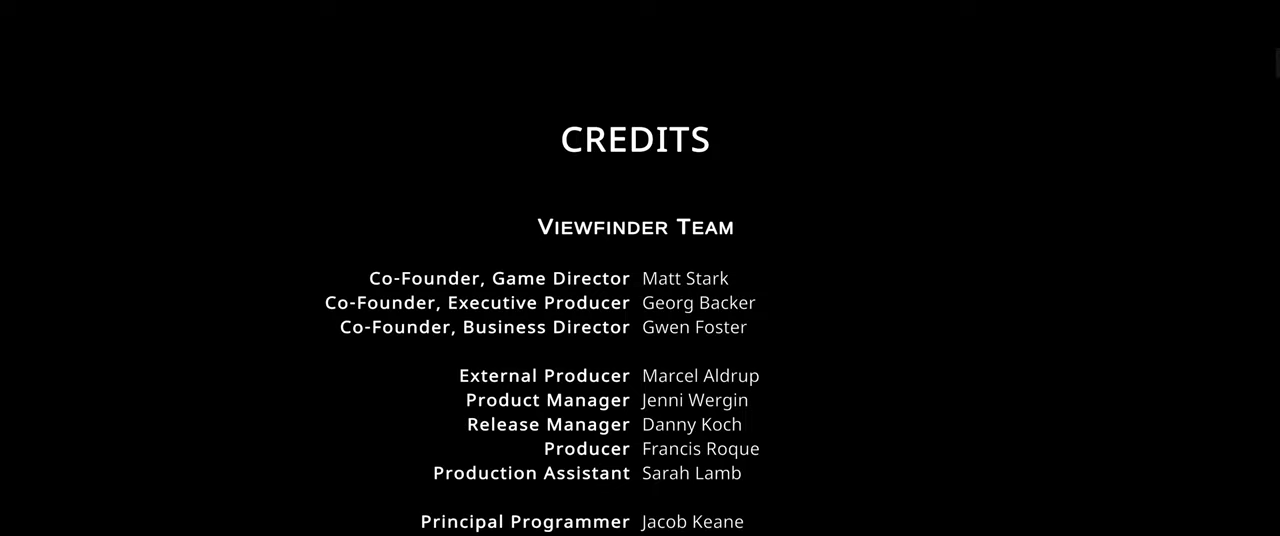 CREDITS
Viewfinder Team
Co-Founder, Game Director Matt Stark
Co-Founder, Executive Producer Georg Backer
Co-Founder, Business Director Gwen Foster
External Producer Marcel Aldrup
Product Manager Jenni Wergin
Release Manager Danny Koch
Producer Francis Roque
Production Assistant Sarah Lamb
Principal Programmer Jacob Keane